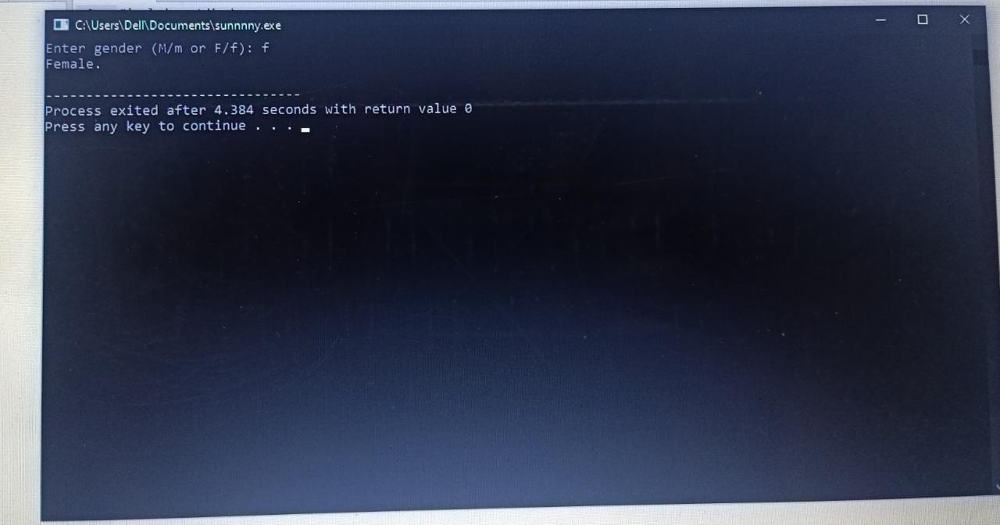 C:\Users\Dell\Documents\sunnnny.exe
Enter gender (M/m or F/f): f
Female.
--------------------------------
Process exited after 4.384 seconds with return value 0
Press any key to continue . . .